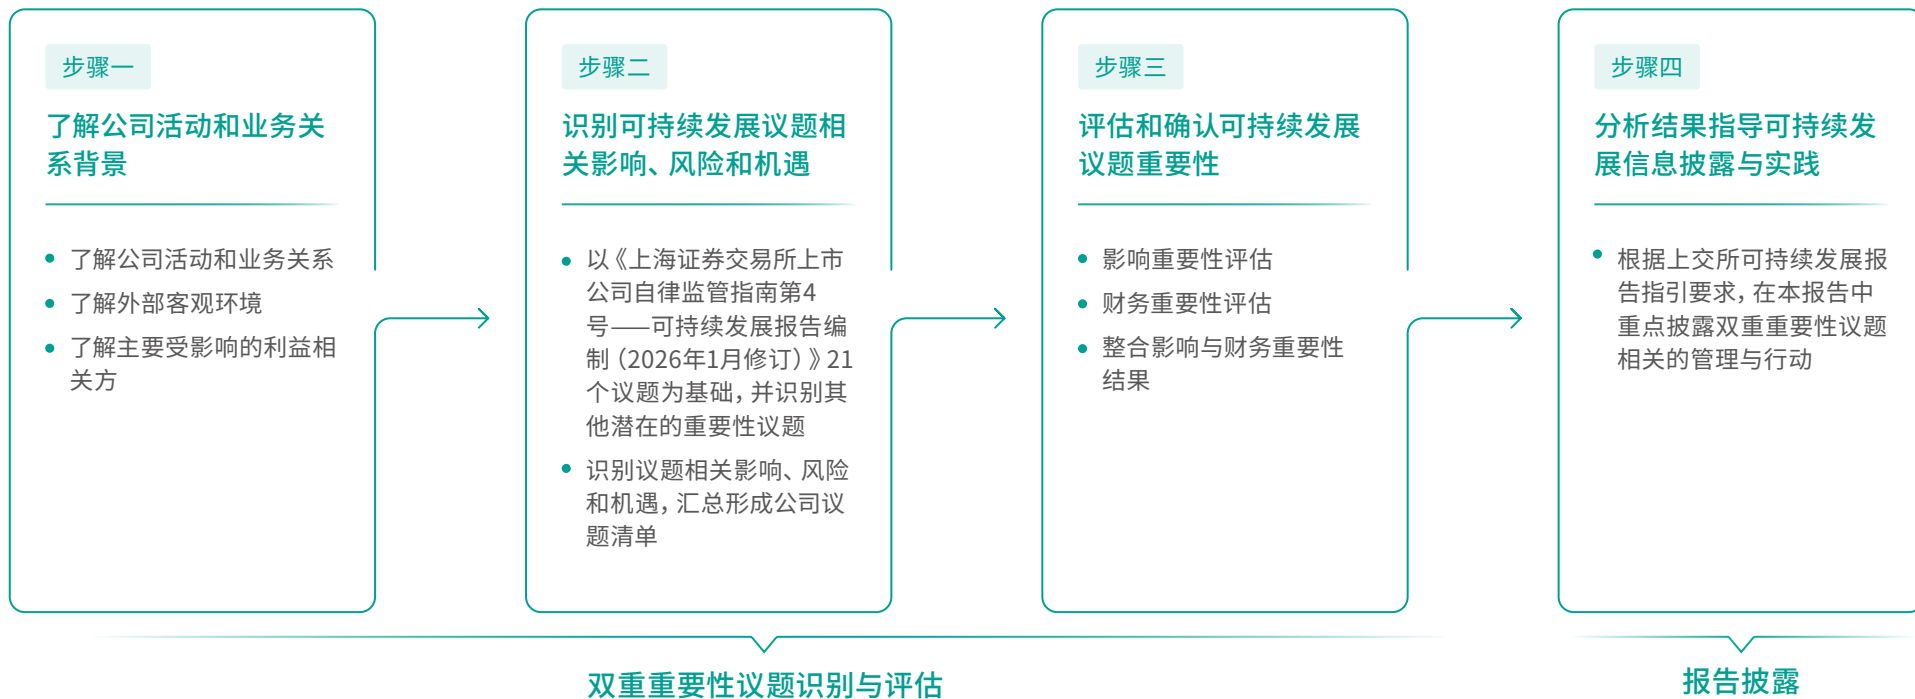 步骤一
了解公司活动和业务关
系背景
了解公司活动和业务关系
了解外部客观环境
了解主要受影响的利益相
关方
步骤二
识别可持续发展议题相
关影响、风险和机遇
以《上海证券交易所上市
公司自律监管指南第4
号——可持续发展报告编
制（2026年1月修订）》21
个议题为基础，并识别其
他潜在的重要性议题
识别议题相关影响、风险
和机遇，汇总形成公司议
题清单
步骤三
评估和确认可持续发展
议题重要性
影响重要性评估
财务重要性评估
整合影响与财务重要性
结果
步骤四
分析结果指导可持续发
展信息披露与实践
根据上交所可持续发展报
告指引要求，在本报告中
重点披露双重重要性议题
相关的管理与行动
双重重要性议题识别与评估
报告披露